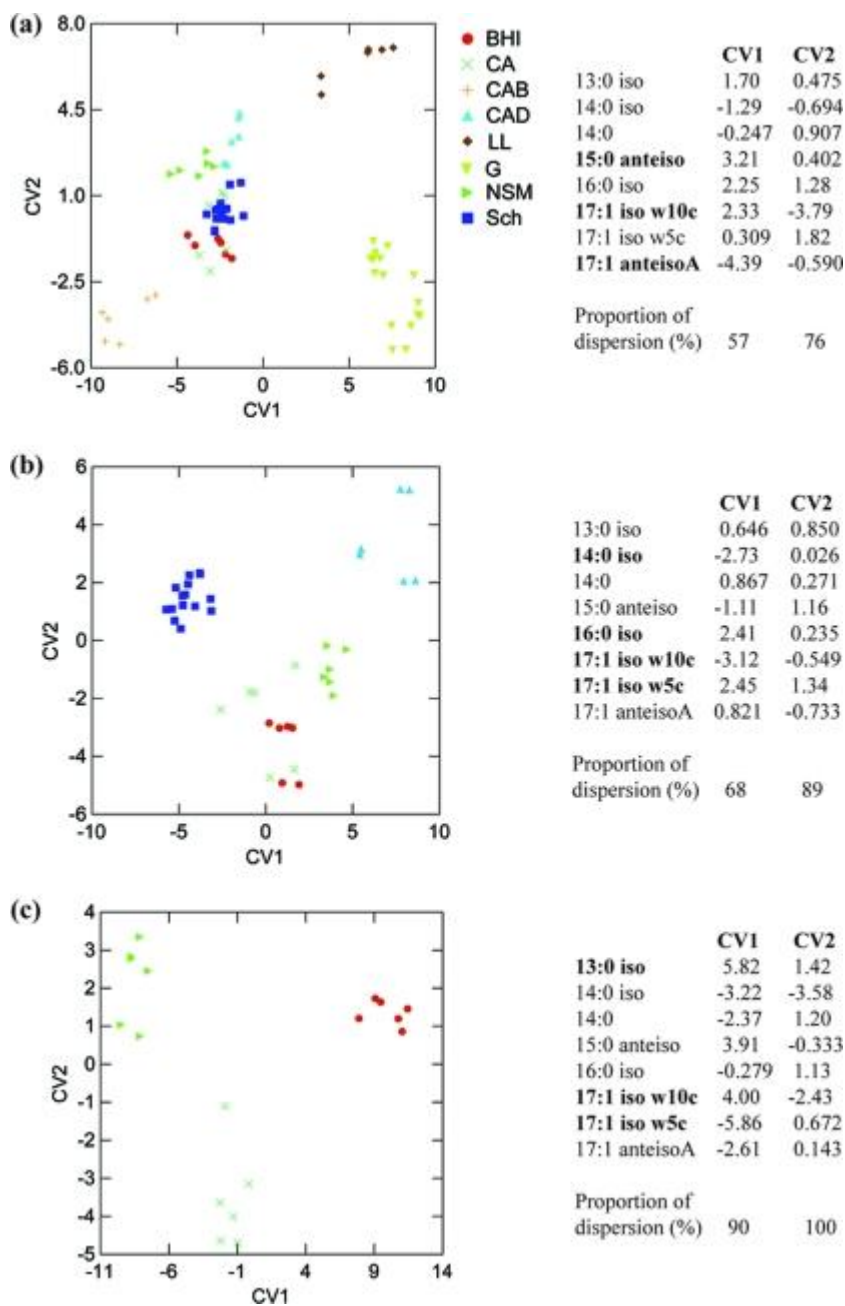 (a)
8.0
4.5
1.0
-2.5
-6.0
CV2
-10 -5 0 5 10
CV1
BHI
CA
CAB
CAD
LL
G
NSM
Sch
CV1 CV2
13:0 iso 1.70 0.475
14:0 iso -1.29 -0.694
14:0 -0.247 0.907
15:0 anteiso 3.21 0.402
16:0 iso 2.25 1.28
17:1 iso w10c 2.33 -3.79
17:1 iso w5c 0.309 1.82
17:1 anteisoA -4.39 -0.590
Proportion of
dispersion (%) 57 76
(b)
6
4
2
0
-2
-4
-6
CV2
-10 -5 0 5 10
CV1
CV1 CV2
13:0 iso 0.646 0.850
14:0 iso -2.73 0.026
14:0 0.867 0.271
15:0 anteiso -1.11 1.16
16:0 iso 2.41 0.235
17:1 iso w10c -3.12 -0.549
17:1 iso w5c 2.45 1.34
17:1 anteisoA 0.821 -0.733
Proportion of
dispersion (%) 68 89
(c)
4
3
2
1
0
-1
-2
-3
-4
-5
CV2
-11 -6 -1 4 9 14
CV1
CV1 CV2
13:0 iso 5.82 1.42
14:0 iso -3.22 -3.58
14:0 -2.37 1.20
15:0 anteiso 3.91 -0.333
16:0 iso -0.279 1.13
17:1 iso w10c 4.00 -2.43
17:1 iso w5c -5.86 0.672
17:1 anteisoA -2.61 0.143
Proportion of
dispersion (%) 90 100